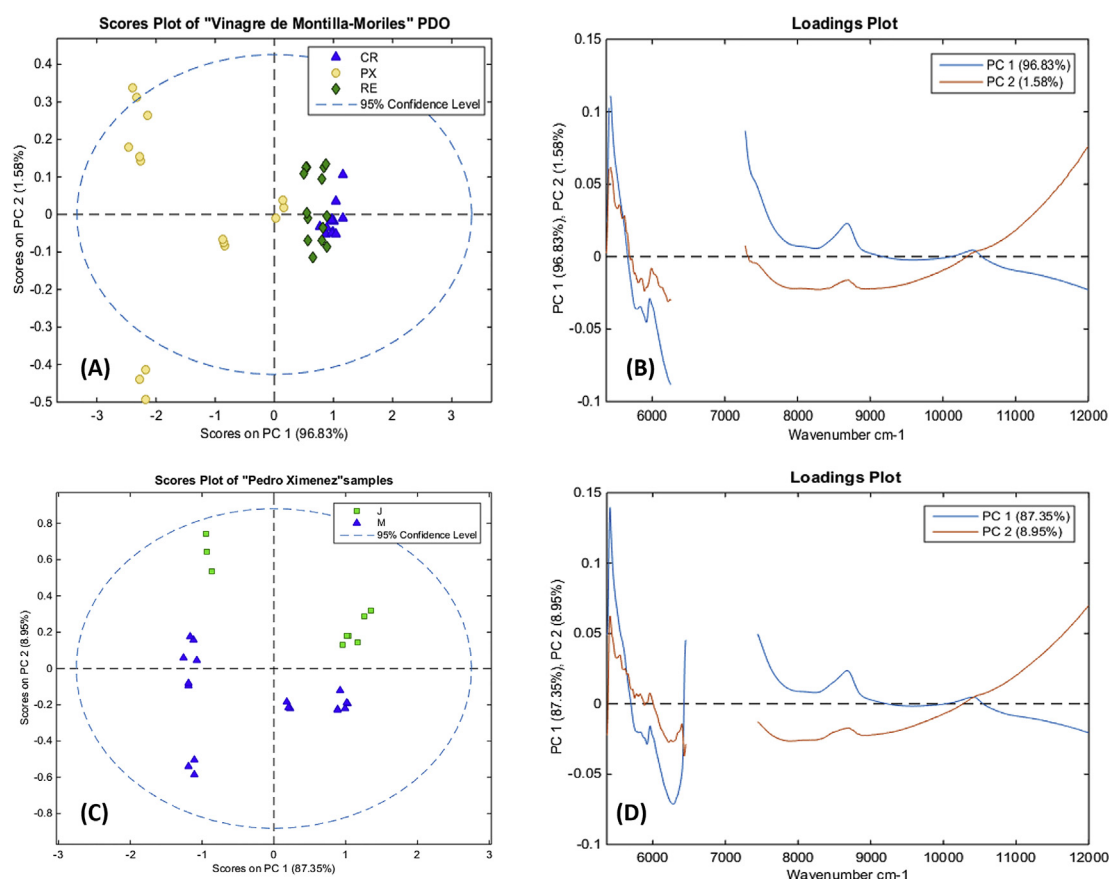 Scores Plot of "Vinagre de Montilla-Moriles" PDO
CR
PX
RE
95% Confidence Level
0.4
0.3
0.2
0.1
0
-0.1
-0.2
-0.3
-0.4
-0.5
Scores on PC 2 (1.58%)
(A)
-3
-2
-1
0
1
2
3
Scores on PC 1 (96.83%)
Loadings Plot
PC 1 (96.83%)
PC 2 (1.58%)
0.15
0.1
0.05
0
-0.05
-0.1
PC 1 (96.83%), PC 2 (1.58%)
(B)
6000
7000
8000
9000
10000
11000
12000
Wavenumber cm-1
Scores Plot of "Pedro Ximenez"samples
J
M
95% Confidence Level
0.8
0.6
0.4
0.2
0
-0.2
-0.4
-0.6
-0.8
Scores on PC 2 (8.95%)
(C)
-3
-2
-1
0
1
2
3
Scores on PC 1 (87.35%)
Loadings Plot
PC 1 (87.35%)
PC 2 (8.95%)
0.15
0.1
0.05
0
-0.05
-0.1
PC 1 (87.35%), PC 2 (8.95%)
(D)
6000
7000
8000
9000
10000
11000
12000
Wavenumber cm-1